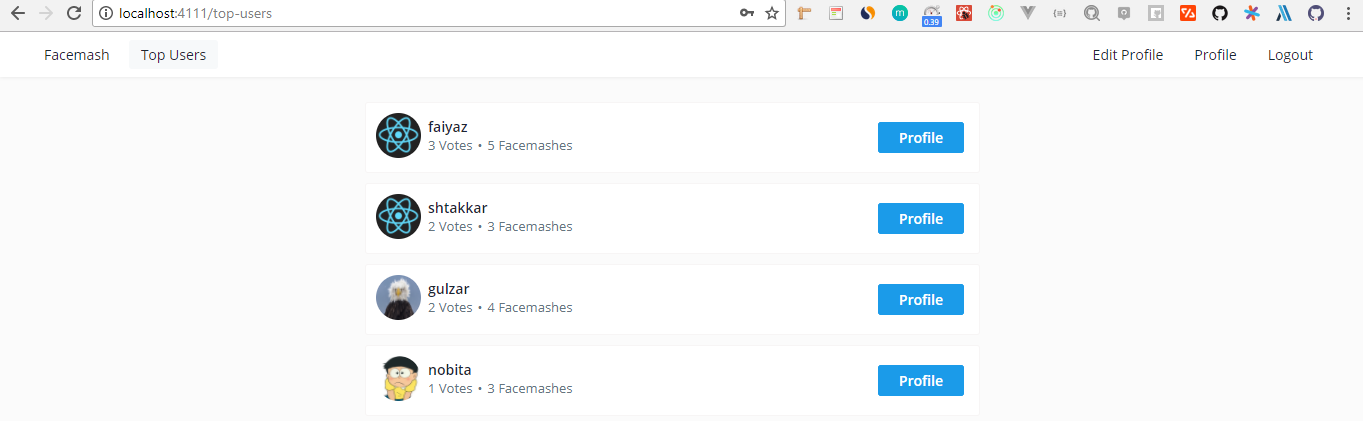 localhost:4111/top-users
m
0.39
Facemash Top Users Edit Profile Profile Logout
faiyaz
3 Votes • 5 Facemashes
Profile
shtakkar
2 Votes • 3 Facemashes
Profile
gulzar
2 Votes • 4 Facemashes
Profile
nobita
1 Votes • 3 Facemashes
Profile